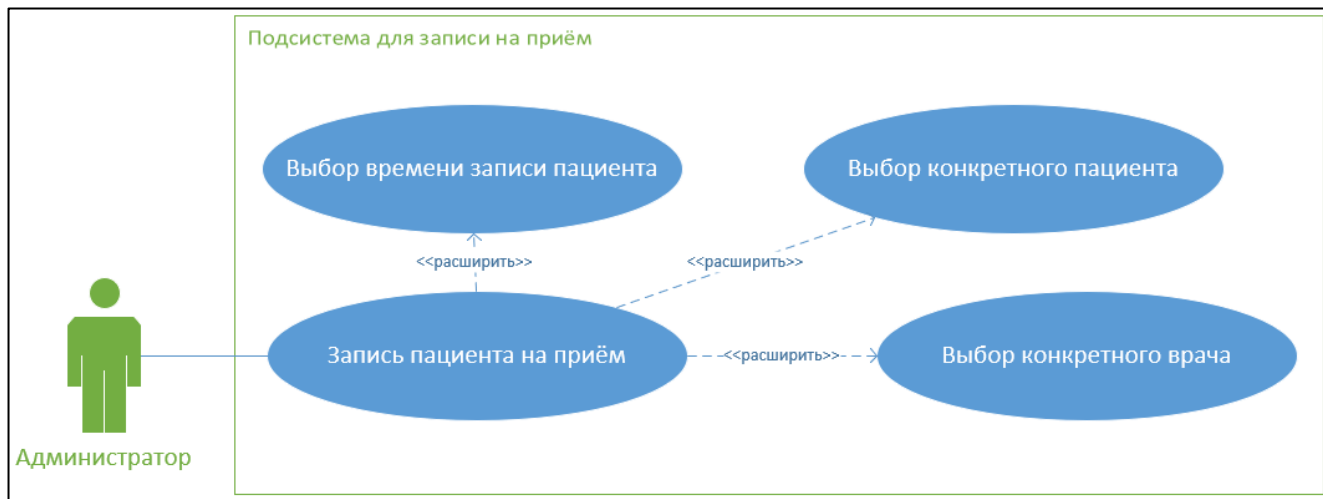 Подсистема для записи на приём
Выбор времени записи пациента
Выбор конкретного пациента
<<расширить>>
<<расширить>>
Запись пациента на приём
<<расширить>>
Выбор конкретного врача
Администратор